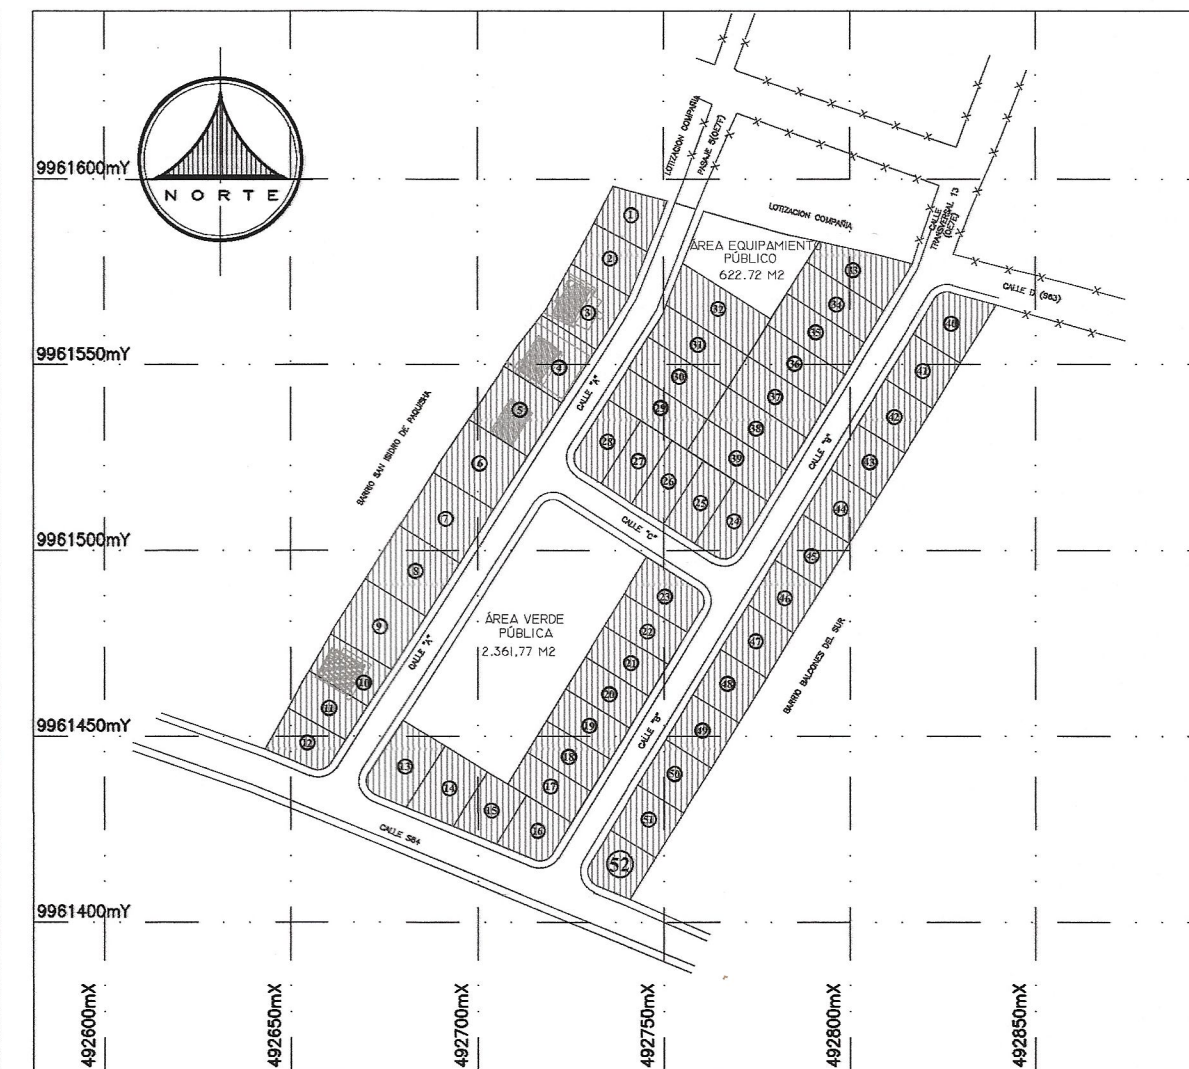 NORTE
9961600mY
9961550mY
9961500mY
9961450mY
9961400mY
492600mX
492650mX
492700mX
492750mX
492800mX
492850mX
LOTIZACION COMPAÑIA
PASAJE 5(OE7F)
LOTIZACION COMPAÑIA
CALLE
TRANSVERSAL 13
(OE7E)
CALLE D (S63)
ÁREA EQUIPAMIENTO
PÚBLICO
622.72 M2
BARRIO SAN ISIDRO DE PAQUISHA
CALLE "A"
CALLE "B"
CALLE "C"
ÁREA VERDE
PÚBLICA
2.361,77 M2
CALLE "A"
CALLE "B"
BARRIO BALCONES DEL SUR
CALLE S64
1
2
3
4
5
6
7
8
9
10
11
12
13
14
15
16
17
18
19
20
21
22
23
24
25
26
27
28
29
30
31
32
33
34
35
36
37
38
39
40
41
42
43
44
45
46
47
48
49
50
51
52